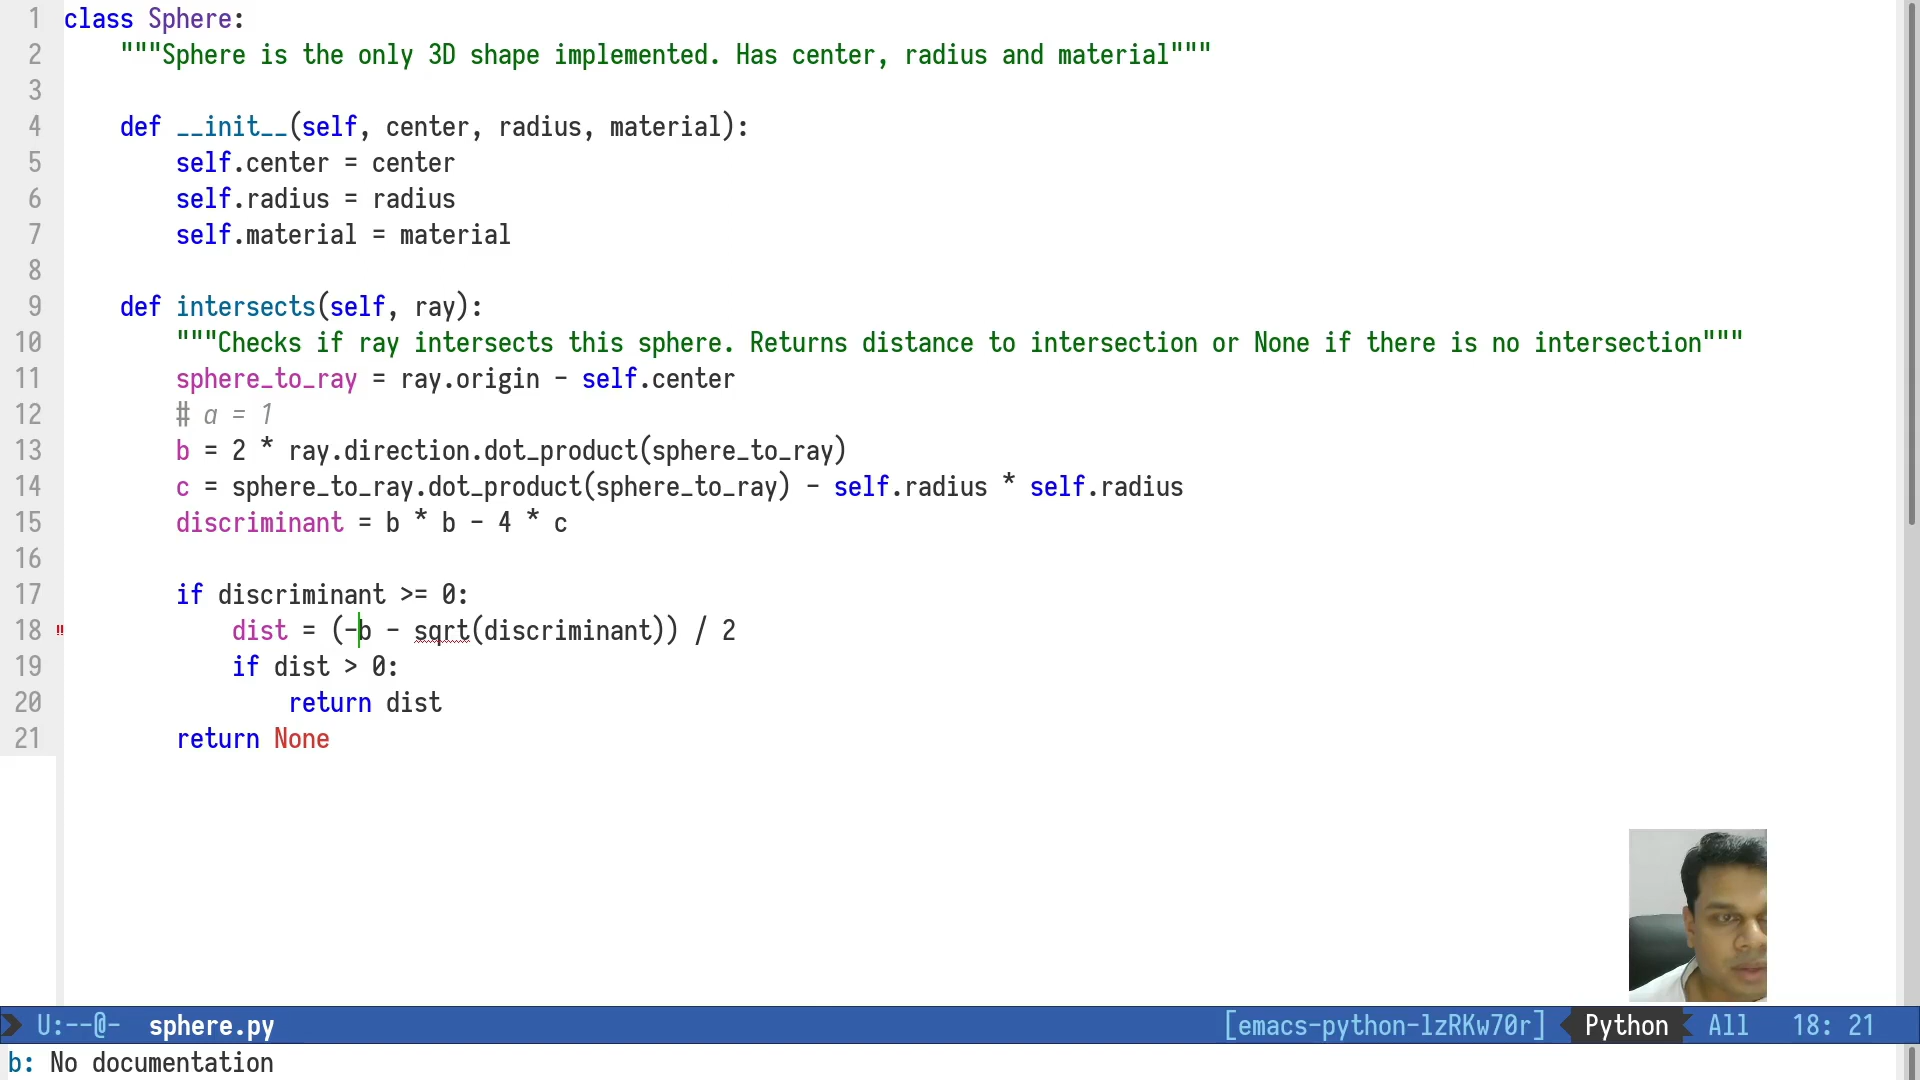 1 class Sphere:
2 """Sphere is the only 3D shape implemented. Has center, radius and material"""
3
4 def __init__(self, center, radius, material):
5 self.center = center
6 self.radius = radius
7 self.material = material
8
9 def intersects(self, ray):
10 """Checks if ray intersects this sphere. Returns distance to intersection or None if there is no intersection"""
11 sphere_to_ray = ray.origin - self.center
12 # a = 1
13 b = 2 * ray.direction.dot_product(sphere_to_ray)
14 c = sphere_to_ray.dot_product(sphere_to_ray) - self.radius * self.radius
15 discriminant = b * b - 4 * c
16
17 if discriminant >= 0:
18 !! dist = (-b - sqrt(discriminant)) / 2
19 if dist > 0:
20 return dist
21 return None
U:--@- sphere.py [emacs-python-lzRKw70r] Python All 18: 21
b: No documentation